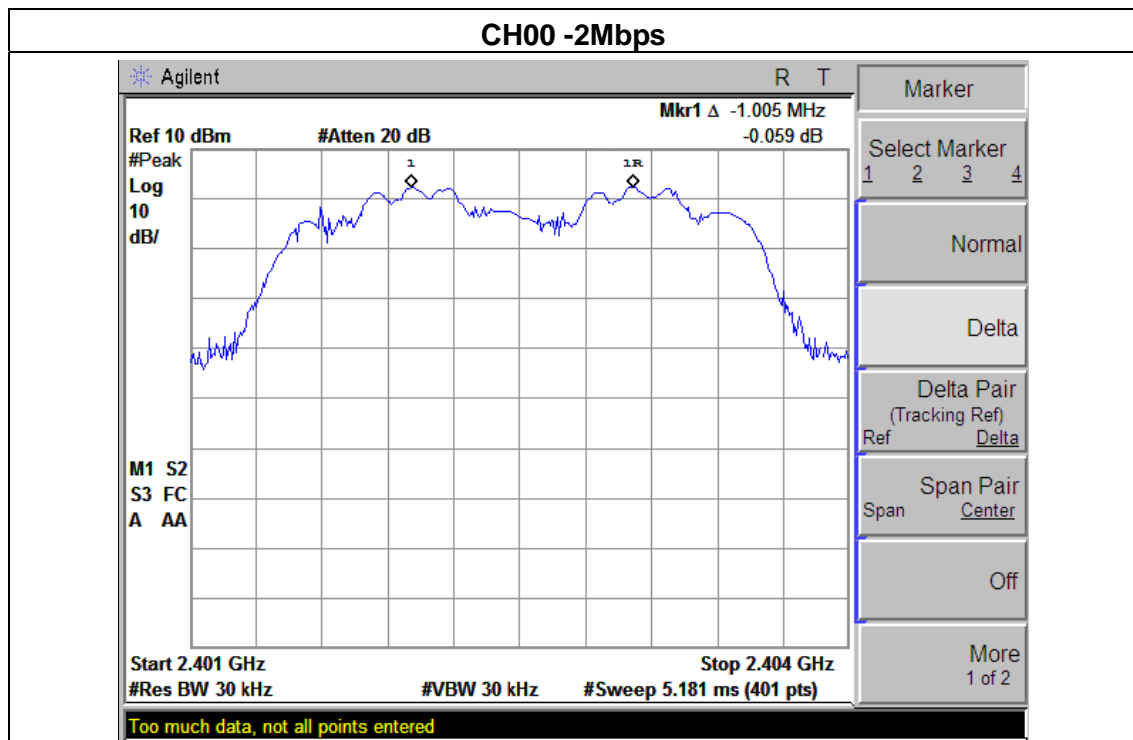 CH00 -2Mbps
Agilent R T
Mkr1 Δ -1.005 MHz
Ref 10 dBm #Atten 20 dB -0.059 dB
#Peak
Log
10
dB/
1 1R
M1 S2
S3 FC
A AA
Start 2.401 GHz Stop 2.404 GHz
#Res BW 30 kHz #VBW 30 kHz #Sweep 5.181 ms (401 pts)
Too much data, not all points entered
Marker
Select Marker
1 2 3 4
Normal
Delta
Delta Pair
(Tracking Ref)
Ref Delta
Span Pair
Span Center
Off
More
1 of 2